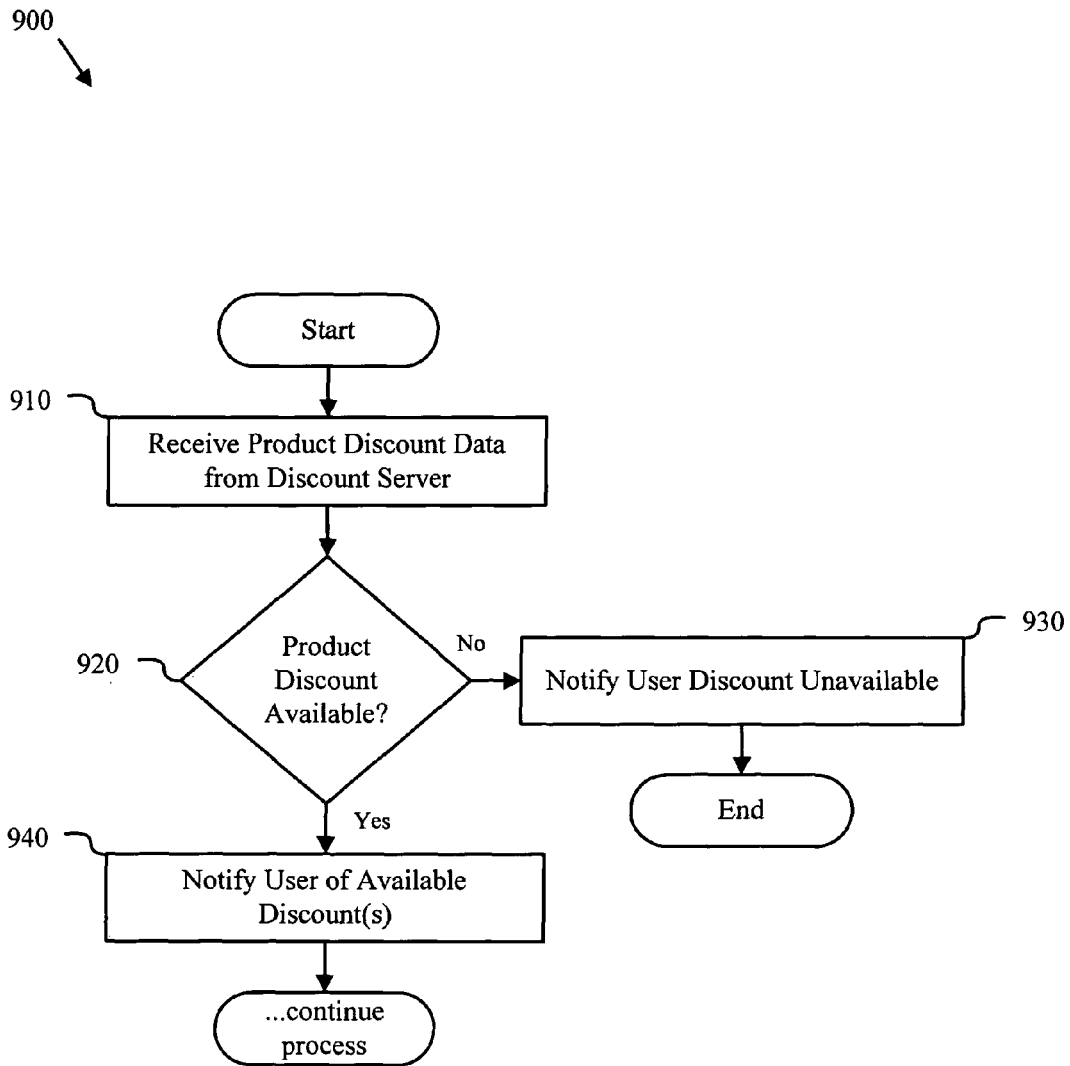 900
Start
910
Receive Product Discount Data
from Discount Server
920
Product
Discount
Available?
No
930
Notify User Discount Unavailable
End
Yes
940
Notify User of Available
Discount(s)
...continue
process